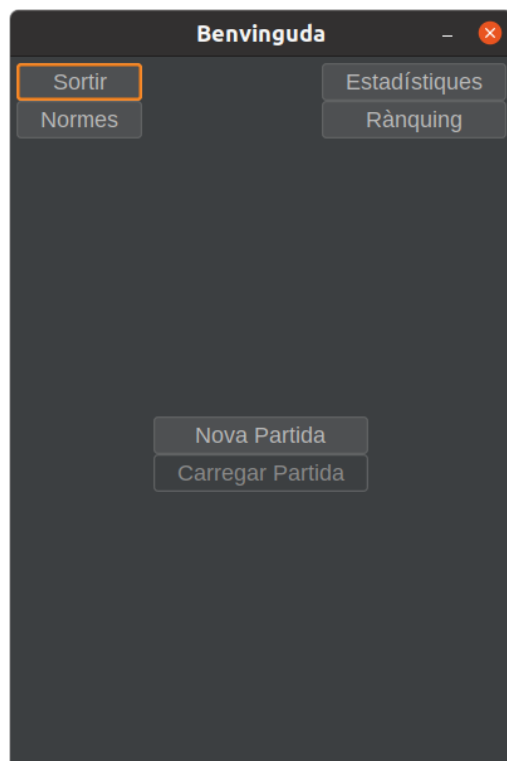 Benvinguda
Sortir
Estadístiques
Normes
Rànquing
Nova Partida
Carregar Partida